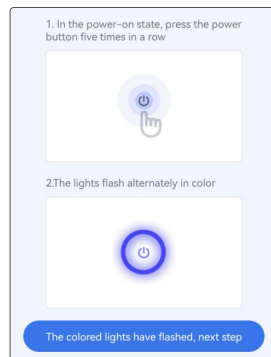 1. In the power-on state, press the power
button five times in a row
2.The lights flash alternately in color
The colored lights have flashed, next step